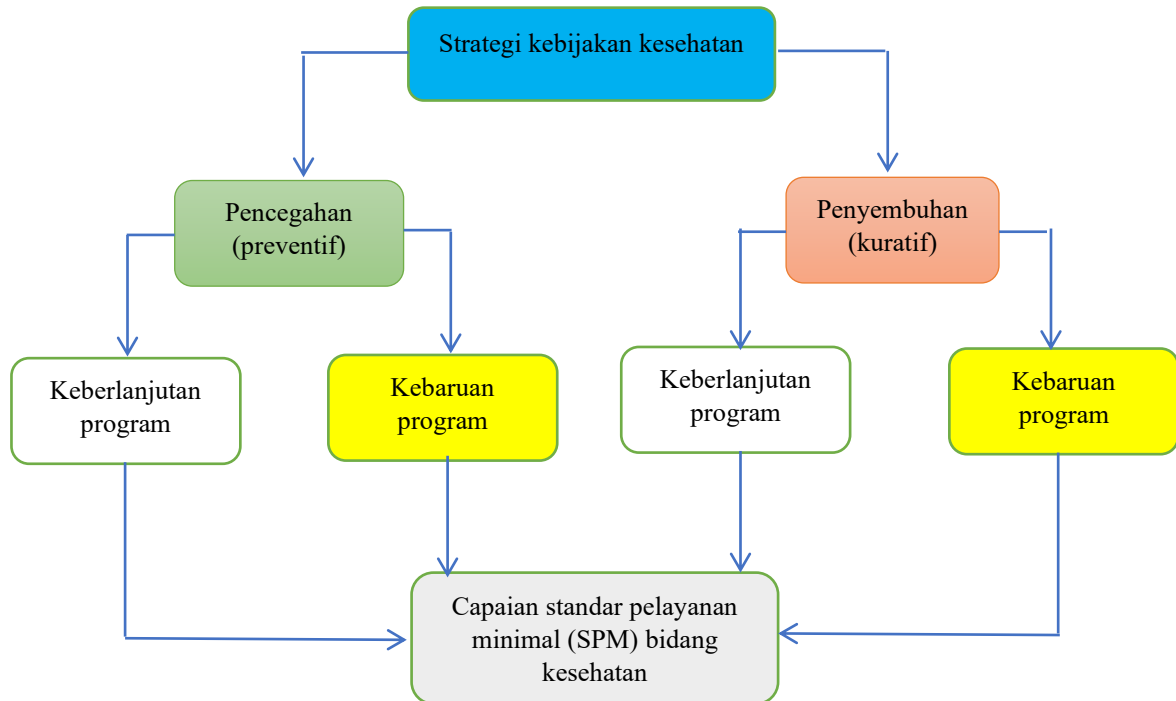 Strategi kebijakan kesehatan
Pencegahan
(preventif)
Penyembuhan
(kuratif)
Keberlanjutan
program
Kebaruan
program
Keberlanjutan
program
Kebaruan
program
Capaian standar pelayanan
minimal (SPM) bidang
kesehatan